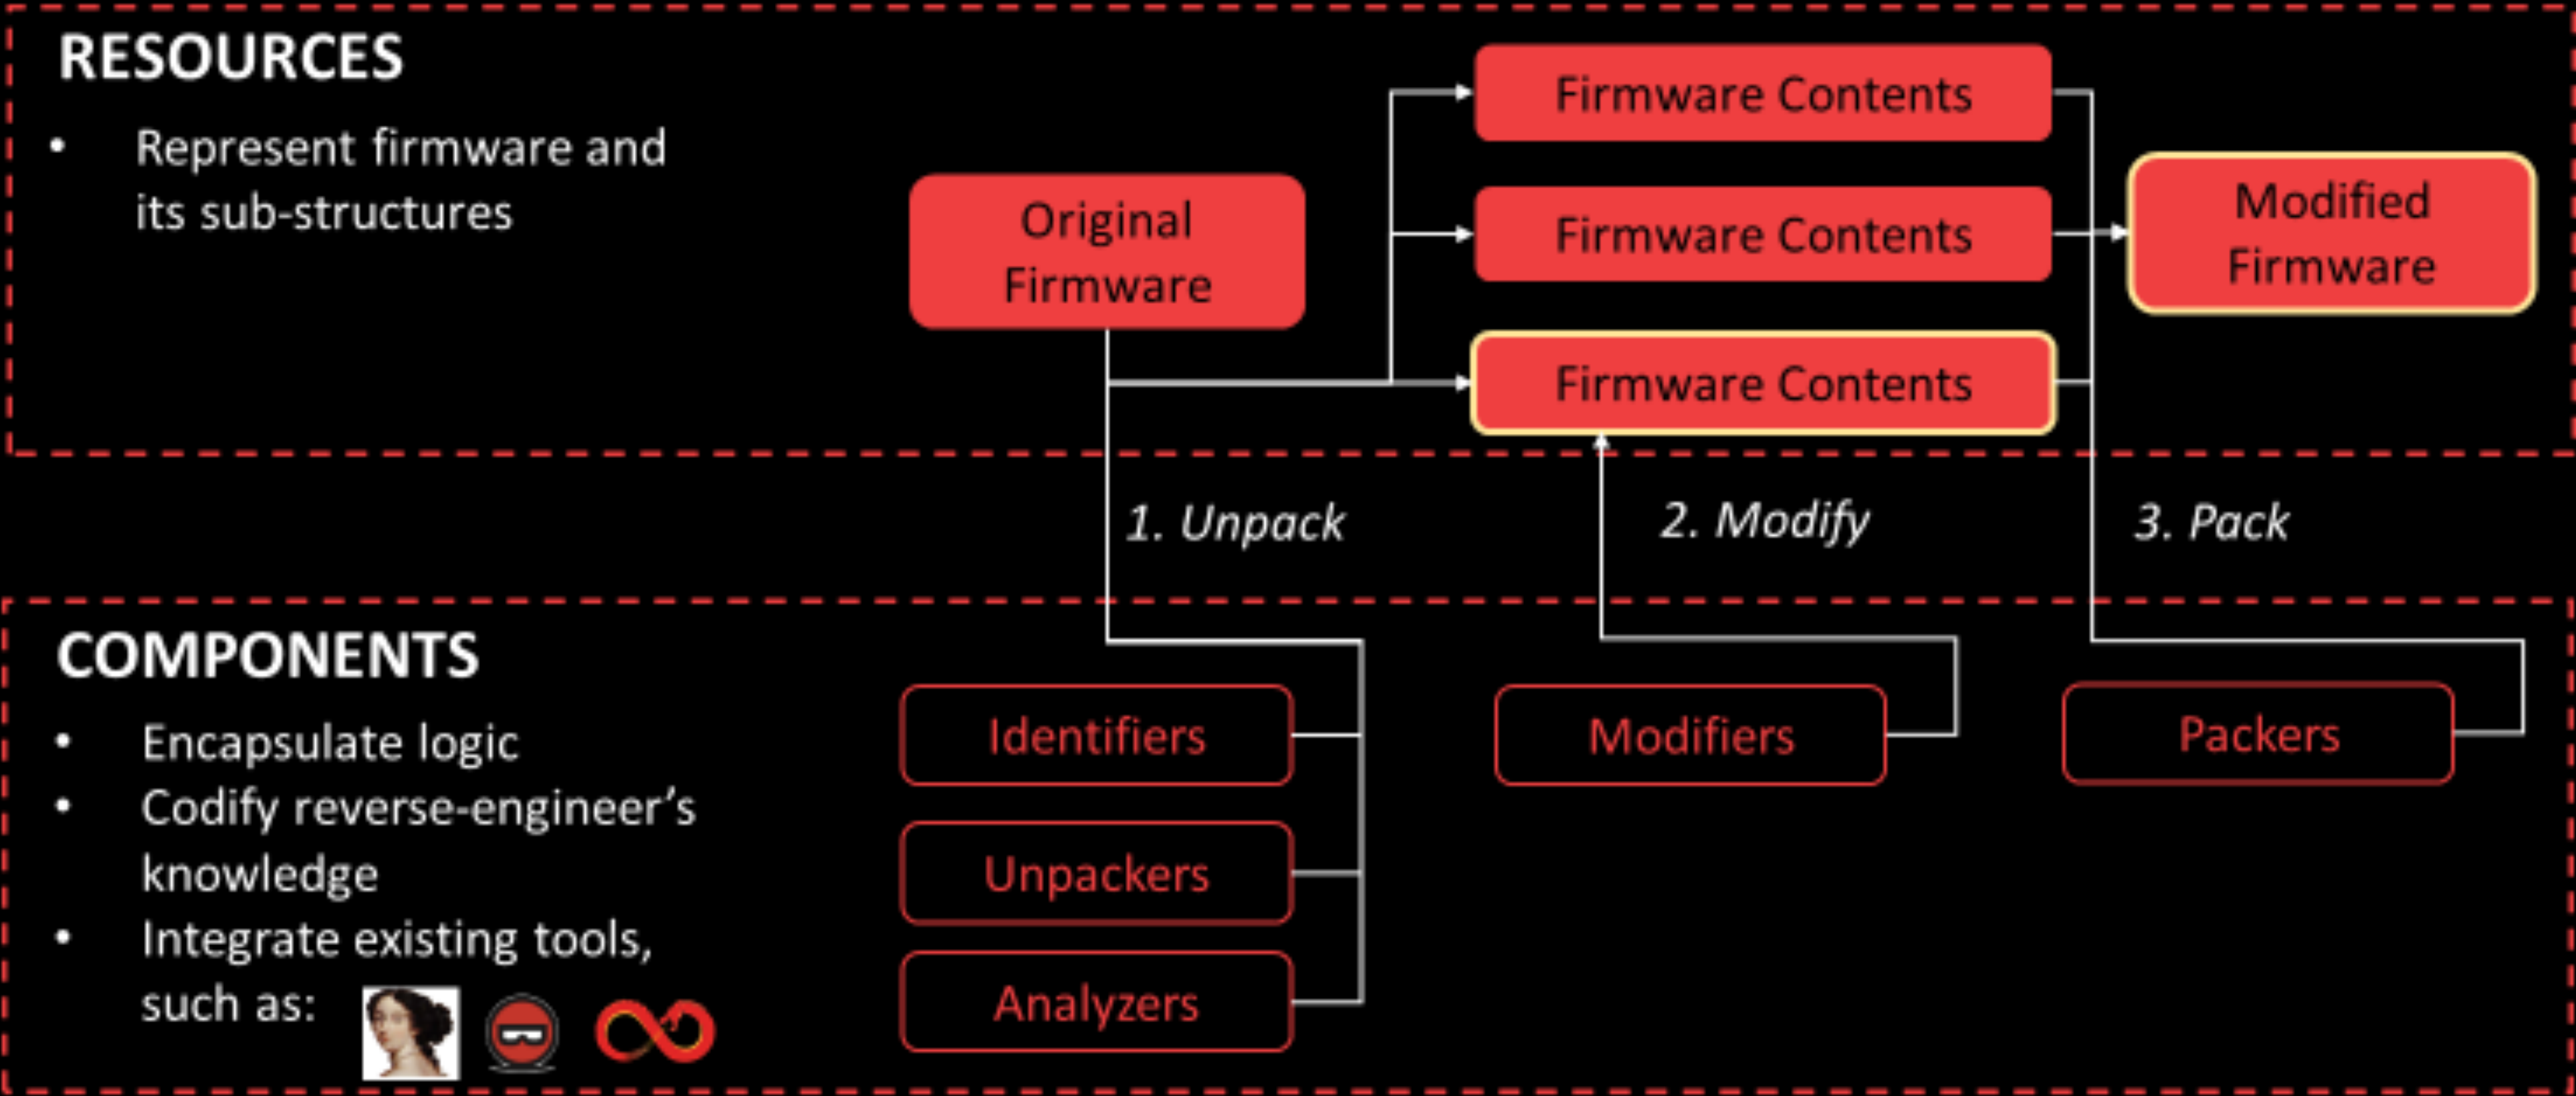 RESOURCES
• Represent firmware and
its sub-structures
Original
Firmware
Firmware Contents
Firmware Contents
Firmware Contents
Modified
Firmware
1. Unpack
2. Modify
3. Pack
COMPONENTS
• Encapsulate logic
• Codify reverse-engineer’s
knowledge
• Integrate existing tools,
such as:
Identifiers
Unpackers
Analyzers
Modifiers
Packers